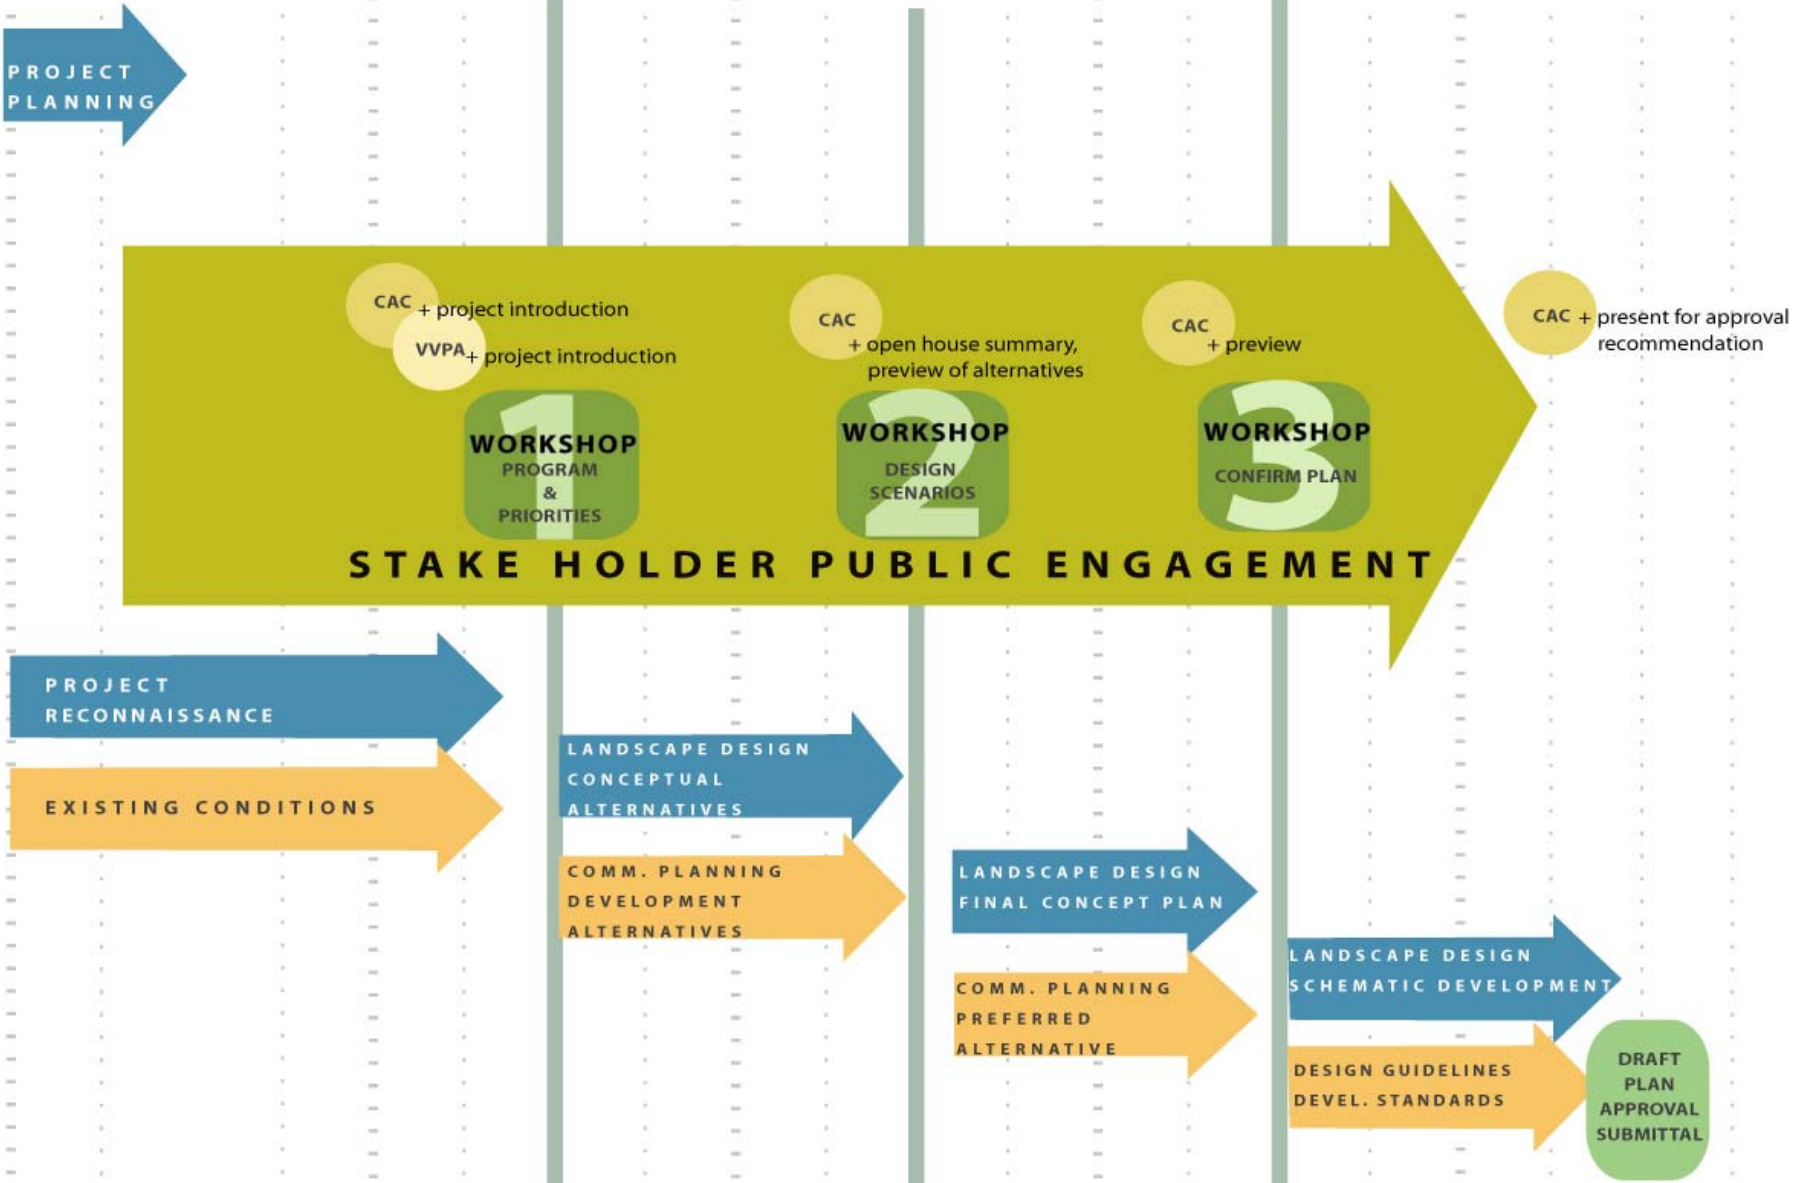 PROJECT
PLANNING
CAC + project introduction
VVPA + project introduction
CAC
+ open house summary,
preview of alternatives
CAC
+ preview
CAC + present for approval
recommendation
1
WORKSHOP
PROGRAM
&
PRIORITIES
2
WORKSHOP
DESIGN
SCENARIOS
3
WORKSHOP
CONFIRM PLAN
STAKE HOLDER PUBLIC ENGAGEMENT
PROJECT
RECONNAISSANCE
EXISTING CONDITIONS
LANDSCAPE DESIGN
CONCEPTUAL
ALTERNATIVES
COMM. PLANNING
DEVELOPMENT
ALTERNATIVES
LANDSCAPE DESIGN
FINAL CONCEPT PLAN
COMM. PLANNING
PREFERRED
ALTERNATIVE
LANDSCAPE DESIGN
SCHEMATIC DEVELOPMENT
DESIGN GUIDELINES
DEVEL. STANDARDS
DRAFT
PLAN
APPROVAL
SUBMITTAL